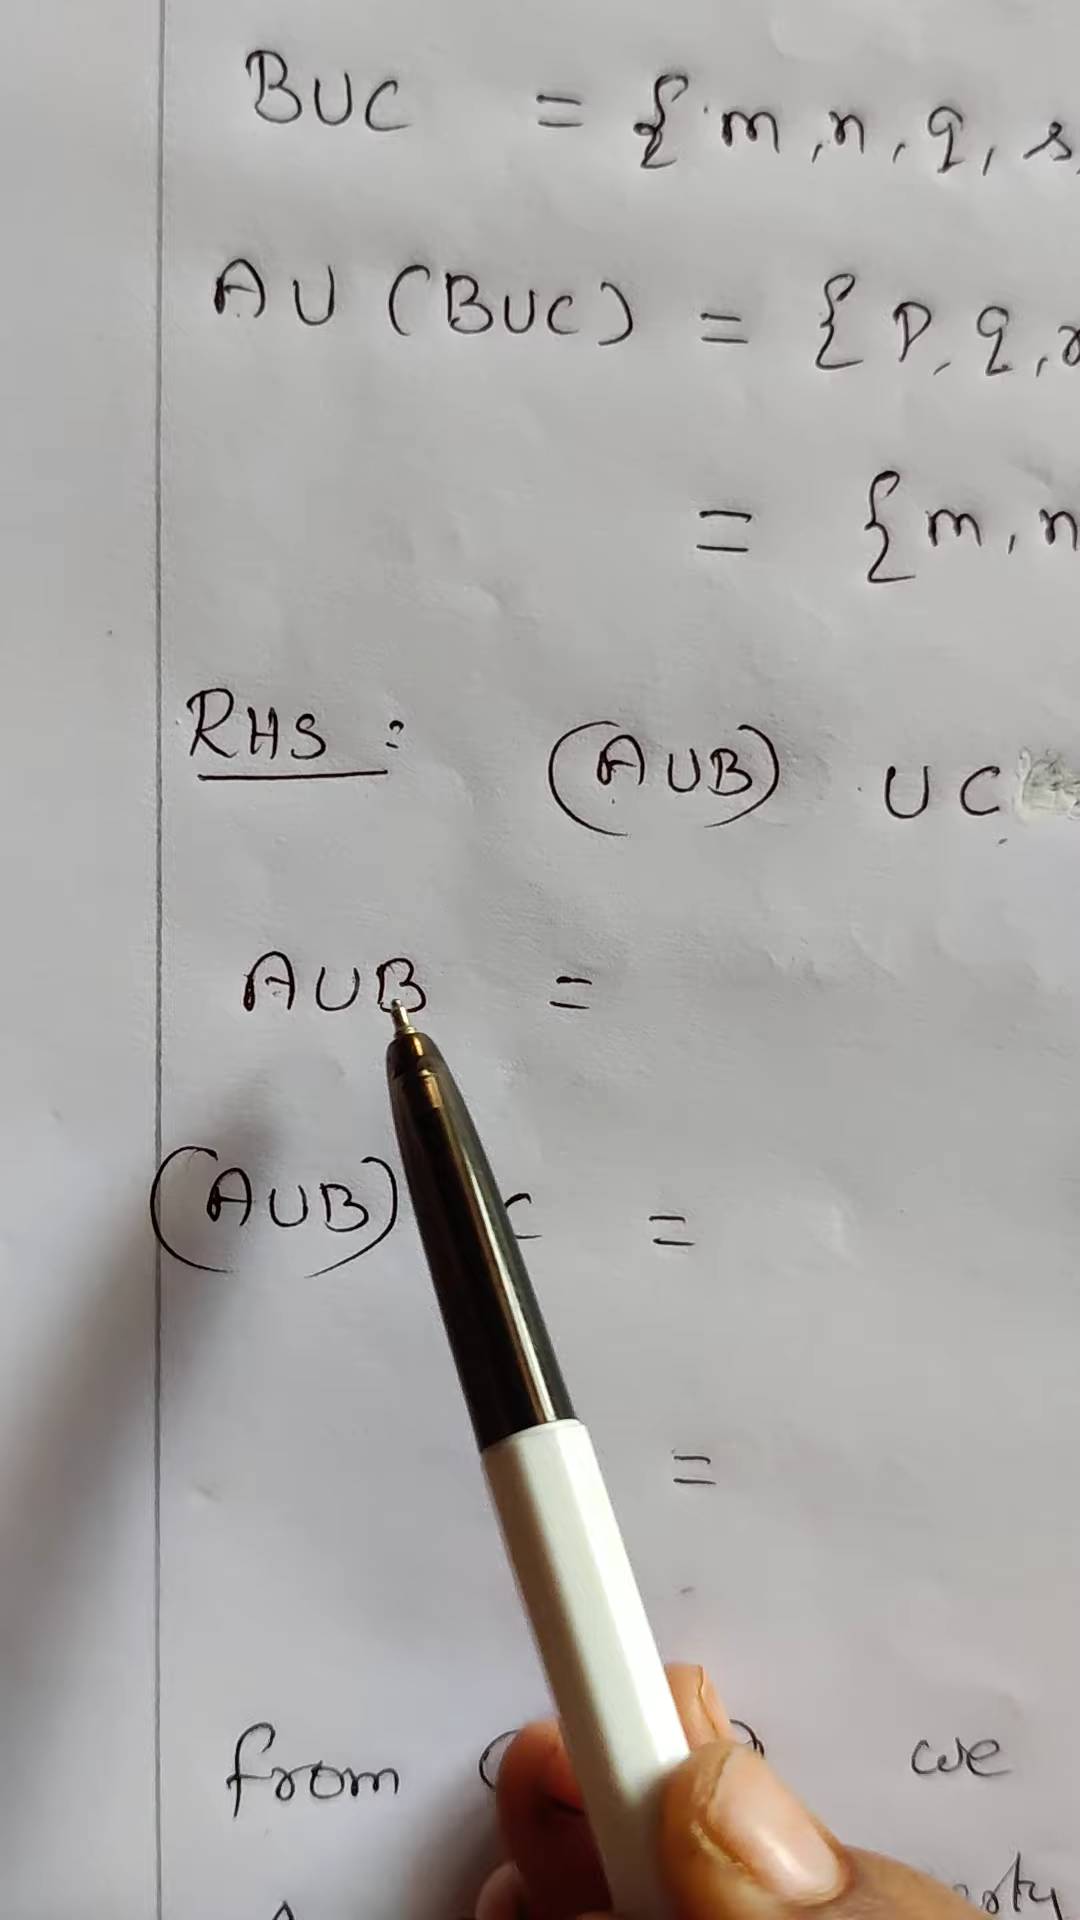 BUC = { m, n, q, s,
AU (BUC) = { P, q, r
= { m, n
RHS : (AUB) UC
AUB =
(AUB) C =
=
from we